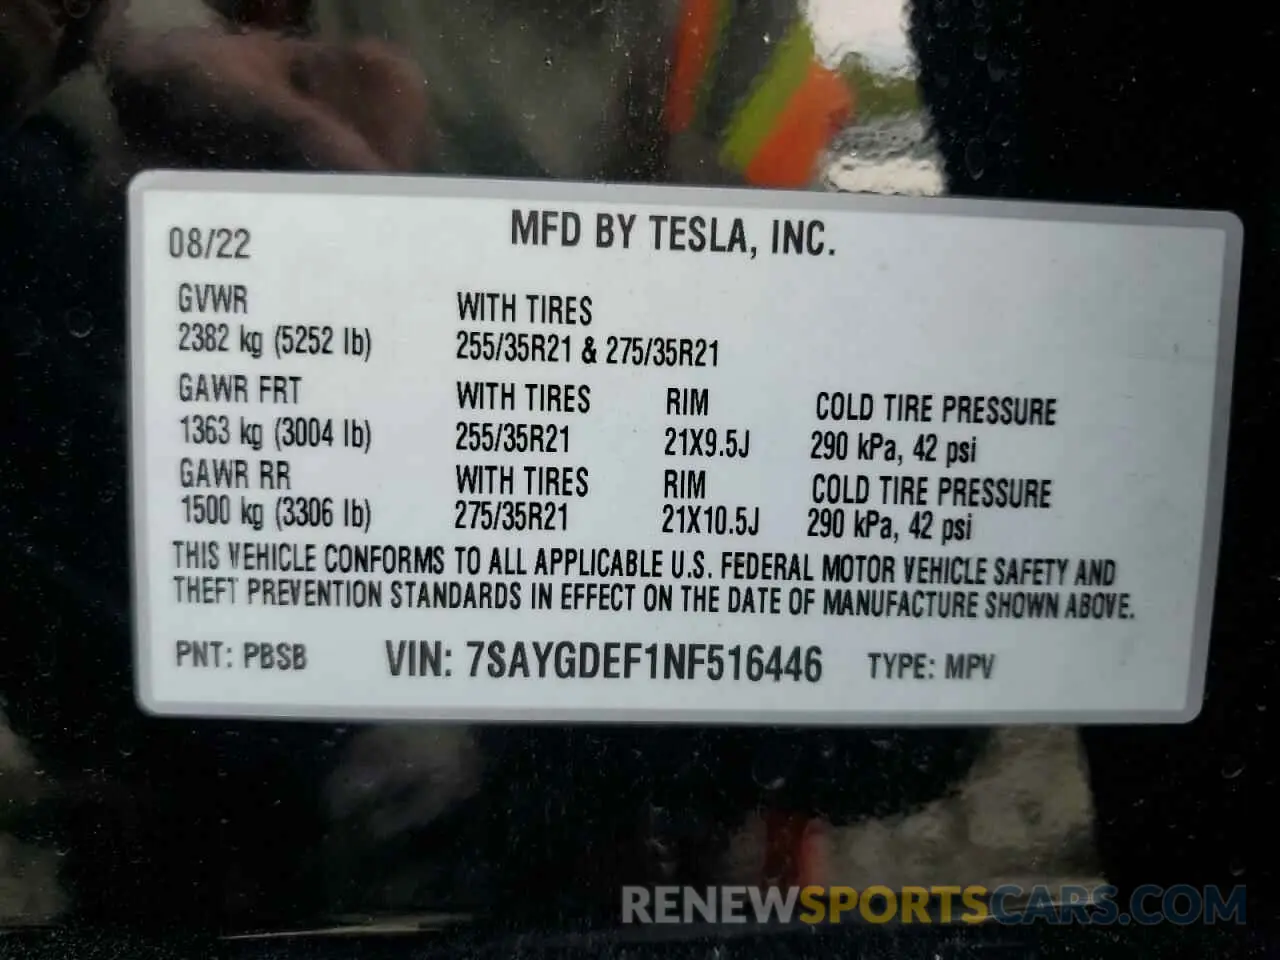 08/22 MFD BY TESLA, INC.
GVWR WITH TIRES
2382 kg (5252 lb) 255/35R21 & 275/35R21
GAWR FRT WITH TIRES RIM COLD TIRE PRESSURE
1363 kg (3004 lb) 255/35R21 21X9.5J 290 kPa, 42 psi
GAWR RR WITH TIRES RIM COLD TIRE PRESSURE
1500 kg (3306 lb) 275/35R21 21X10.5J 290 kPa, 42 psi
THIS VEHICLE CONFORMS TO ALL APPLICABLE U.S. FEDERAL MOTOR VEHICLE SAFETY AND
THEFT PREVENTION STANDARDS IN EFFECT ON THE DATE OF MANUFACTURE SHOWN ABOVE.
PNT: PBSB VIN: 7SAYGDEF1NF516446 TYPE: MPV
RENEWSPORTSCARS.COM